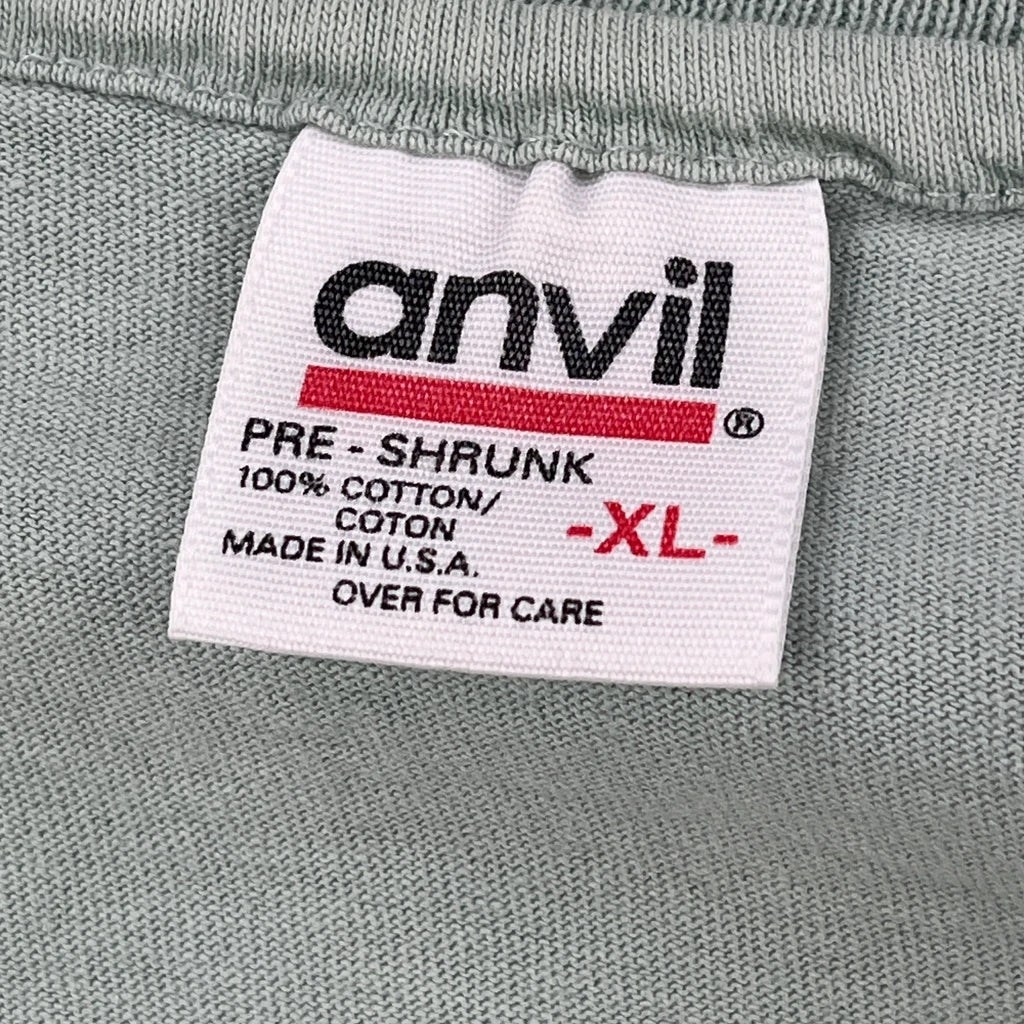 anvil®
PRE - SHRUNK
100% COTTON/
COTON
-XL-
MADE IN U.S.A.
OVER FOR CARE